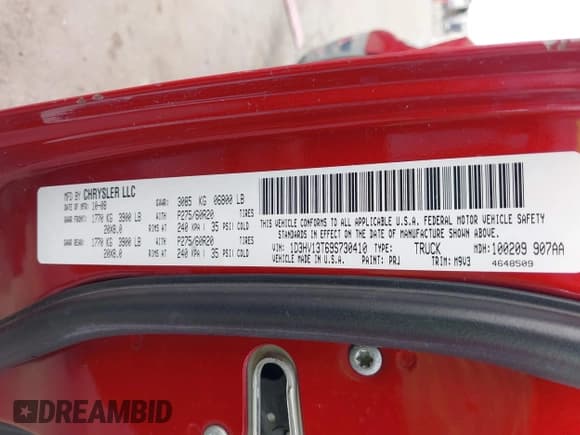 MFD BY CHRYSLER LLC
DATE OF MFR 10-08 GVWR: 3085 KG 06800 LB
GAWR FRONT: 1770 KG 3900 LB WITH P275/60R20 TIRES
20X8.0 RIMS AT 240 KPA / 35 PSI COLD
GAWR REAR: 1770 KG 3900 LB WITH P275/60R20 TIRES
20X8.0 RIMS AT 240 KPA / 35 PSI COLD
THIS VEHICLE CONFORMS TO ALL APPLICABLE U.S.A. FEDERAL MOTOR VEHICLE SAFETY
STANDARDS IN EFFECT ON THE DATE OF MANUFACTURE SHOWN ABOVE.
VIN: 1D3HV13T69S730410 TYPE: TRUCK MDH: 100209 907AA
VEHICLE MADE IN U.S.A. PAINT: PRJ TRIM: M9V3 4648509
DREAMBID